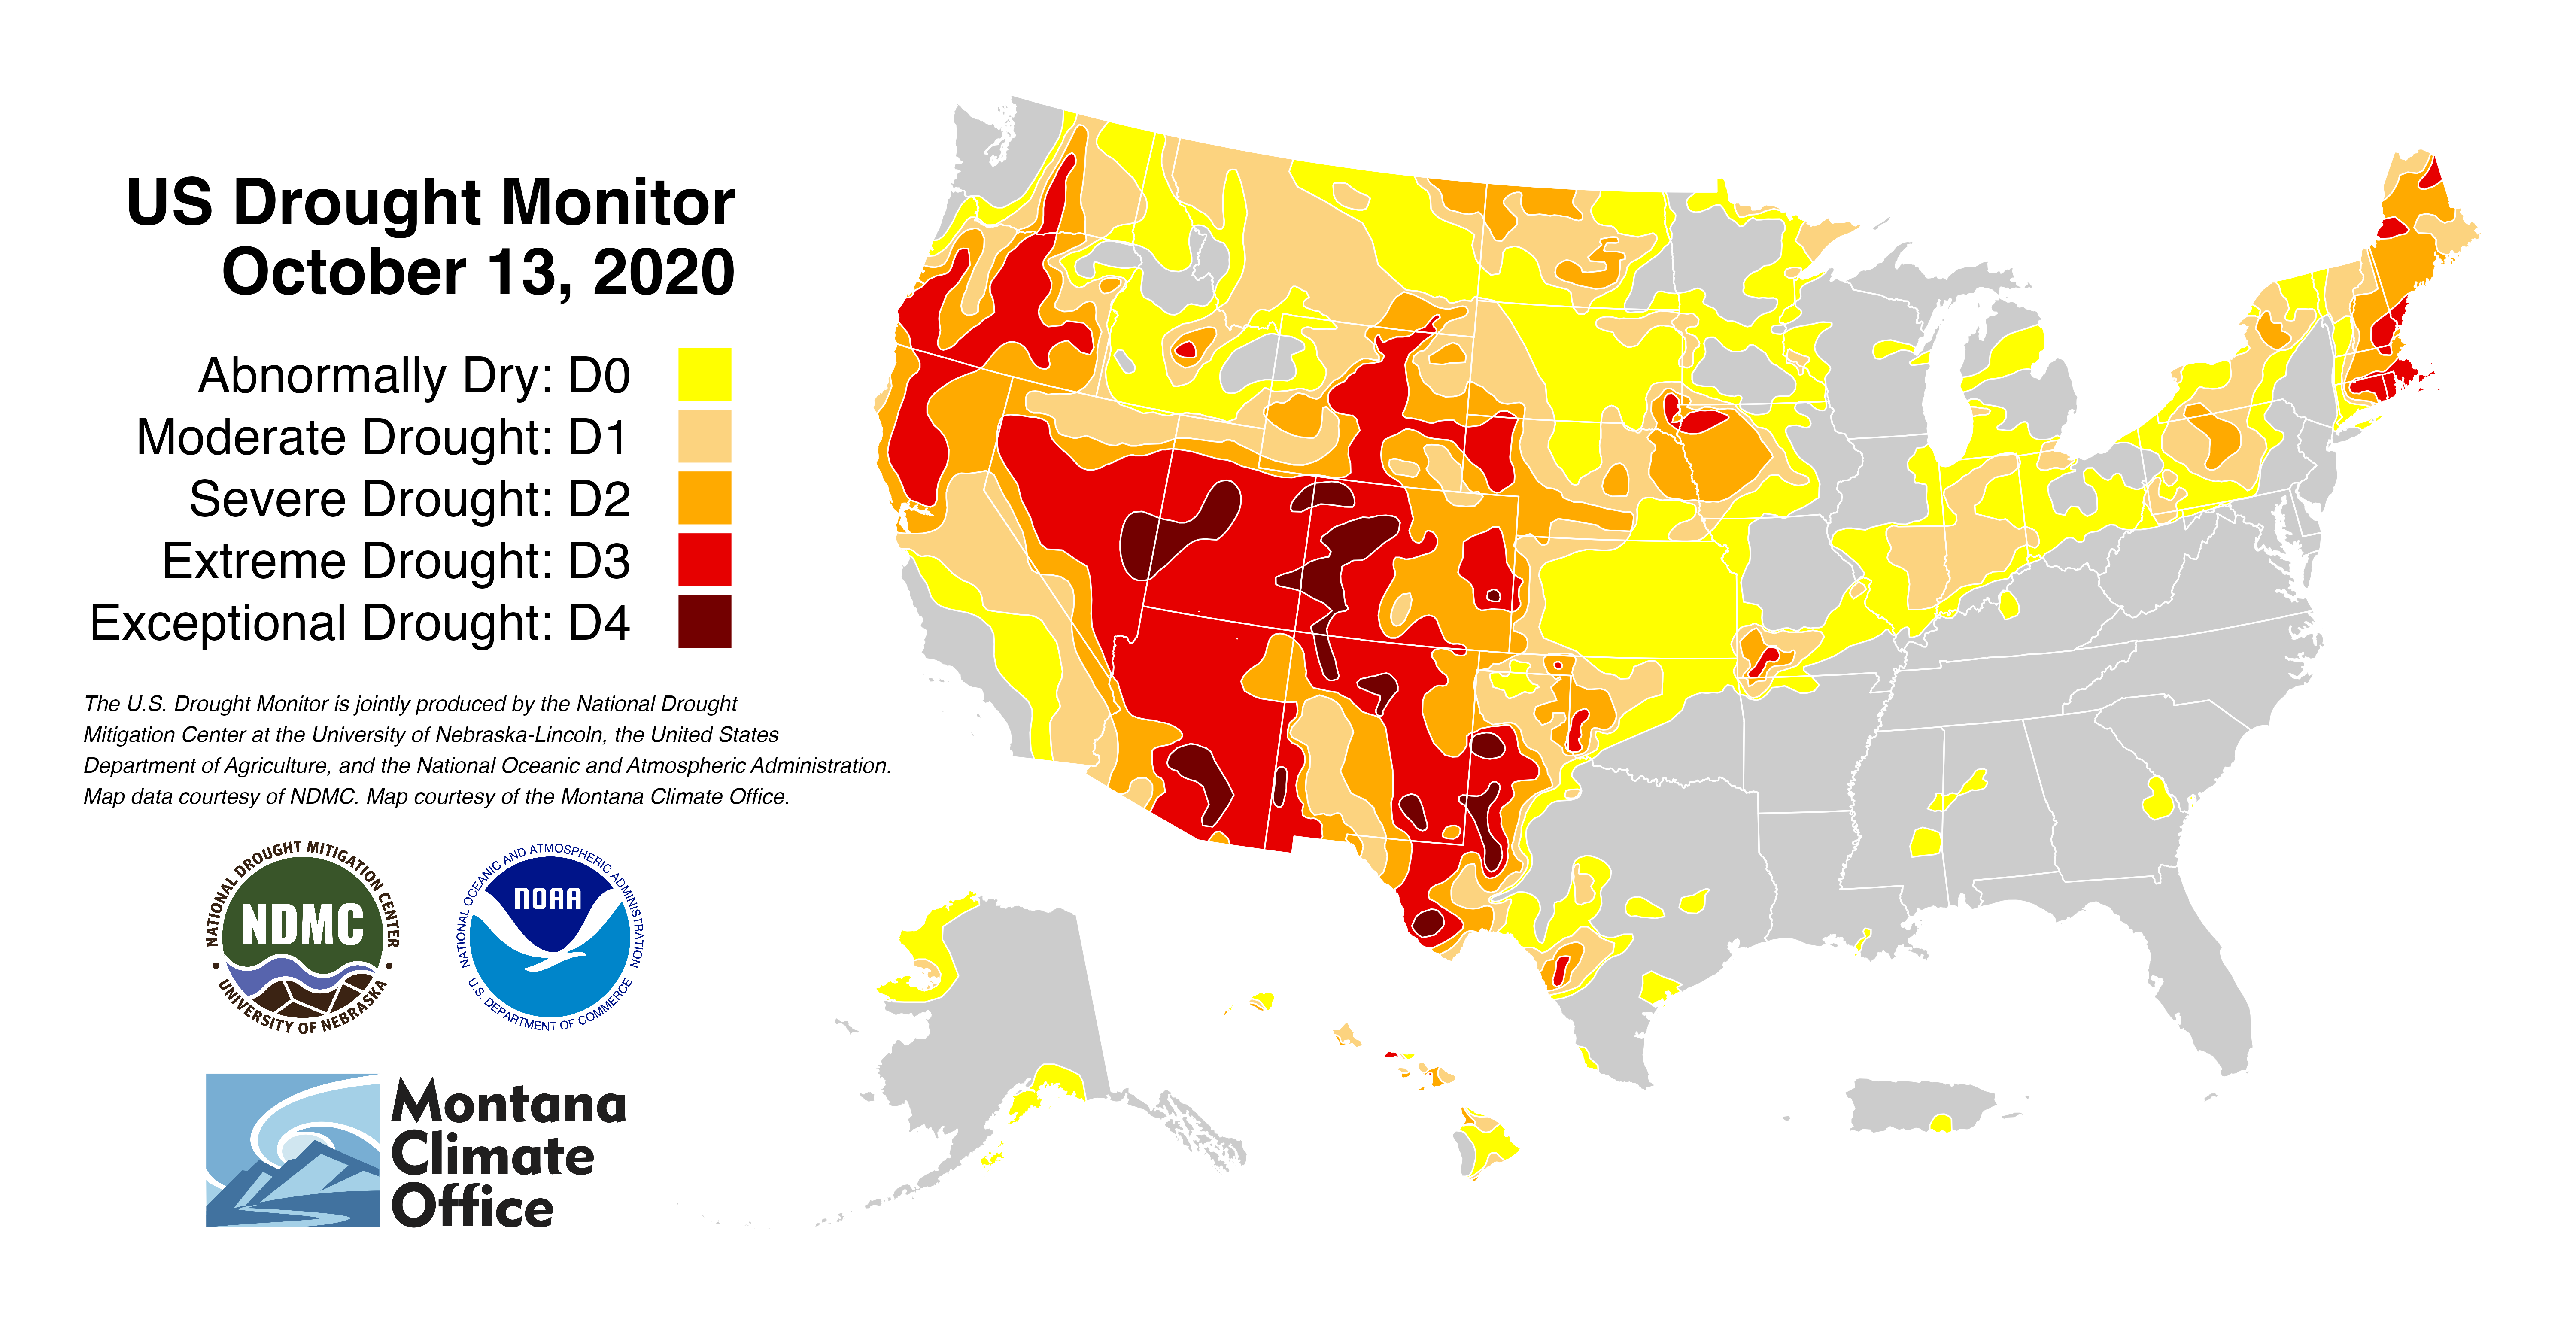 US Drought Monitor
October 13, 2020
Abnormally Dry: D0
Moderate Drought: D1
Severe Drought: D2
Extreme Drought: D3
Exceptional Drought: D4
The U.S. Drought Monitor is jointly produced by the National Drought
Mitigation Center at the University of Nebraska-Lincoln, the United States
Department of Agriculture, and the National Oceanic and Atmospheric Administration.
Map data courtesy of NDMC. Map courtesy of the Montana Climate Office.
NATIONAL DROUGHT MITIGATION CENTER
NDMC
UNIVERSITY OF NEBRASKA
NATIONAL OCEANIC AND ATMOSPHERIC ADMINISTRATION
NOAA
U.S. DEPARTMENT OF COMMERCE
Montana
Climate
Office